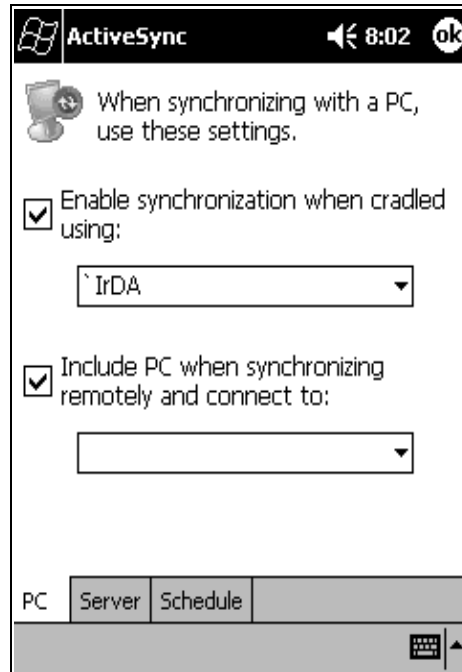 ActiveSync 8:02 ok
When synchronizing with a PC,
use these settings.
Enable synchronization when cradled
using:
` IrDA
Include PC when synchronizing
remotely and connect to:
PC Server Schedule